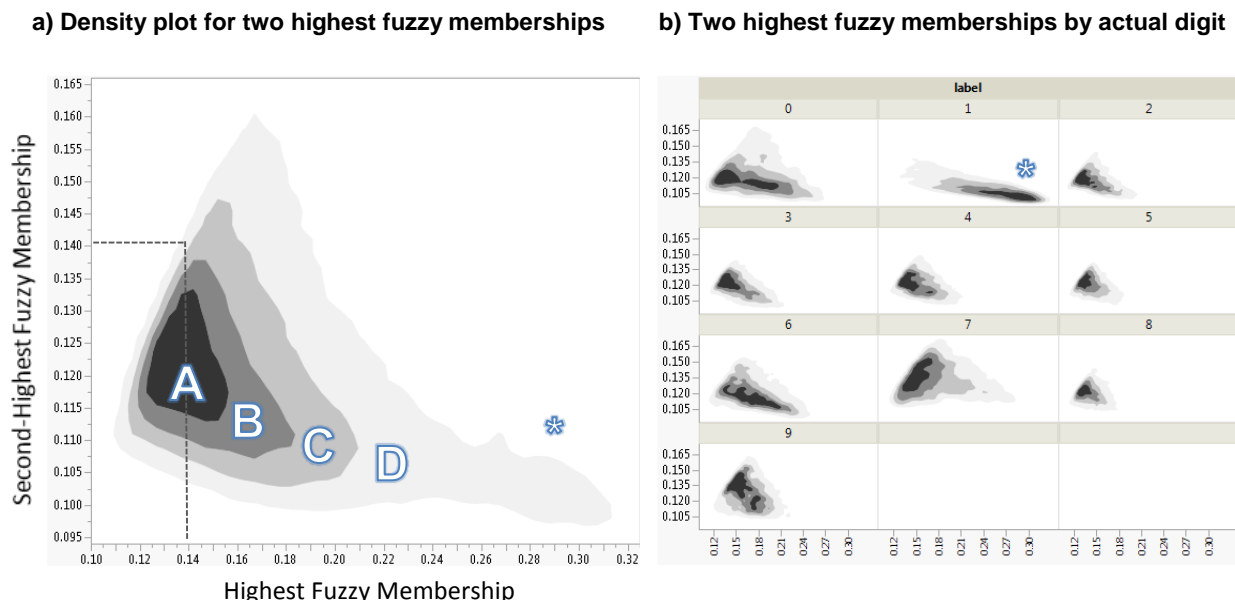 a) Density plot for two highest fuzzy memberships
b) Two highest fuzzy memberships by actual digit
Second-Highest Fuzzy Membership
0.165
0.160
0.155
0.150
0.145
0.140
0.135
0.130
0.125
0.120
0.115
0.110
0.105
0.100
0.095
A
B
C
D
*
0.10 0.12 0.14 0.16 0.18 0.20 0.22 0.24 0.26 0.28 0.30 0.32
Highest Fuzzy Membership
label
0 1 2
0.165
0.150
0.135
0.120
0.105
*
3 4 5
0.165
0.150
0.135
0.120
0.105
6 7 8
0.165
0.150
0.135
0.120
0.105
9
0.165
0.150
0.135
0.120
0.105
0.12 0.15 0.18 0.21 0.24 0.27 0.30 0.12 0.15 0.18 0.21 0.24 0.27 0.30 0.12 0.15 0.18 0.21 0.24 0.27 0.30